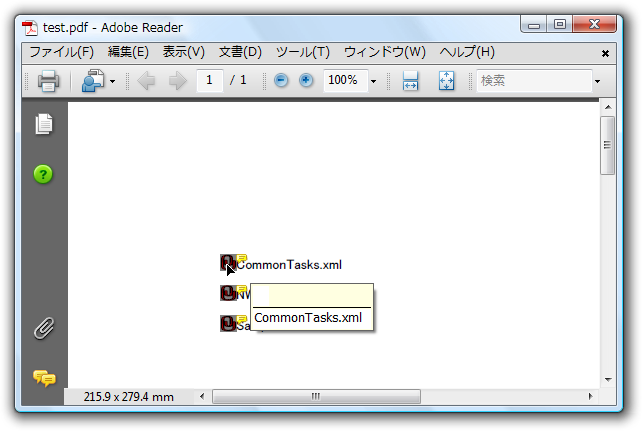 test.pdf - Adobe Reader
ファイル(F) 編集(E) 表示(V) 文書(D) ツール(T) ウィンドウ(W) ヘルプ(H)
1 / 1 100% 検索
CommonTasks.xml
CommonTasks.xml
215.9 x 279.4 mm